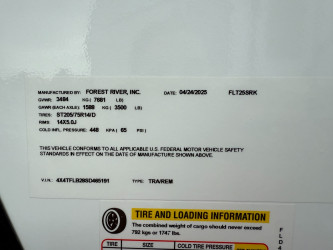 MANUFACTURED BY: FOREST RIVER, INC. DATE: 04/24/2025 FLT25SRK
GVWR: 3484 KG ( 7681 LB)
GAWR (EACH AXLE): 1588 KG ( 3500 LB)
TIRES: ST205/75R14/D
RIMS: 14X5.0J
COLD INFL. PRESSURE: 448 KPA ( 65 PSI)
THIS VEHICLE CONFORMS TO ALL APPLICABLE U.S. FEDERAL MOTOR VEHICLE SAFETY
STANDARDS IN EFFECT ON THE DATE OF MANUFACTURE SHOWN ABOVE.
V.I.N.: 4X4TFLB29SD465191 TYPE: TRA/REM
TIRE AND LOADING INFORMATION
The combined weight of cargo should never exceed
792 kgs or 1747 lbs.
TIRE SIZE COLD TIRE PRESSURE